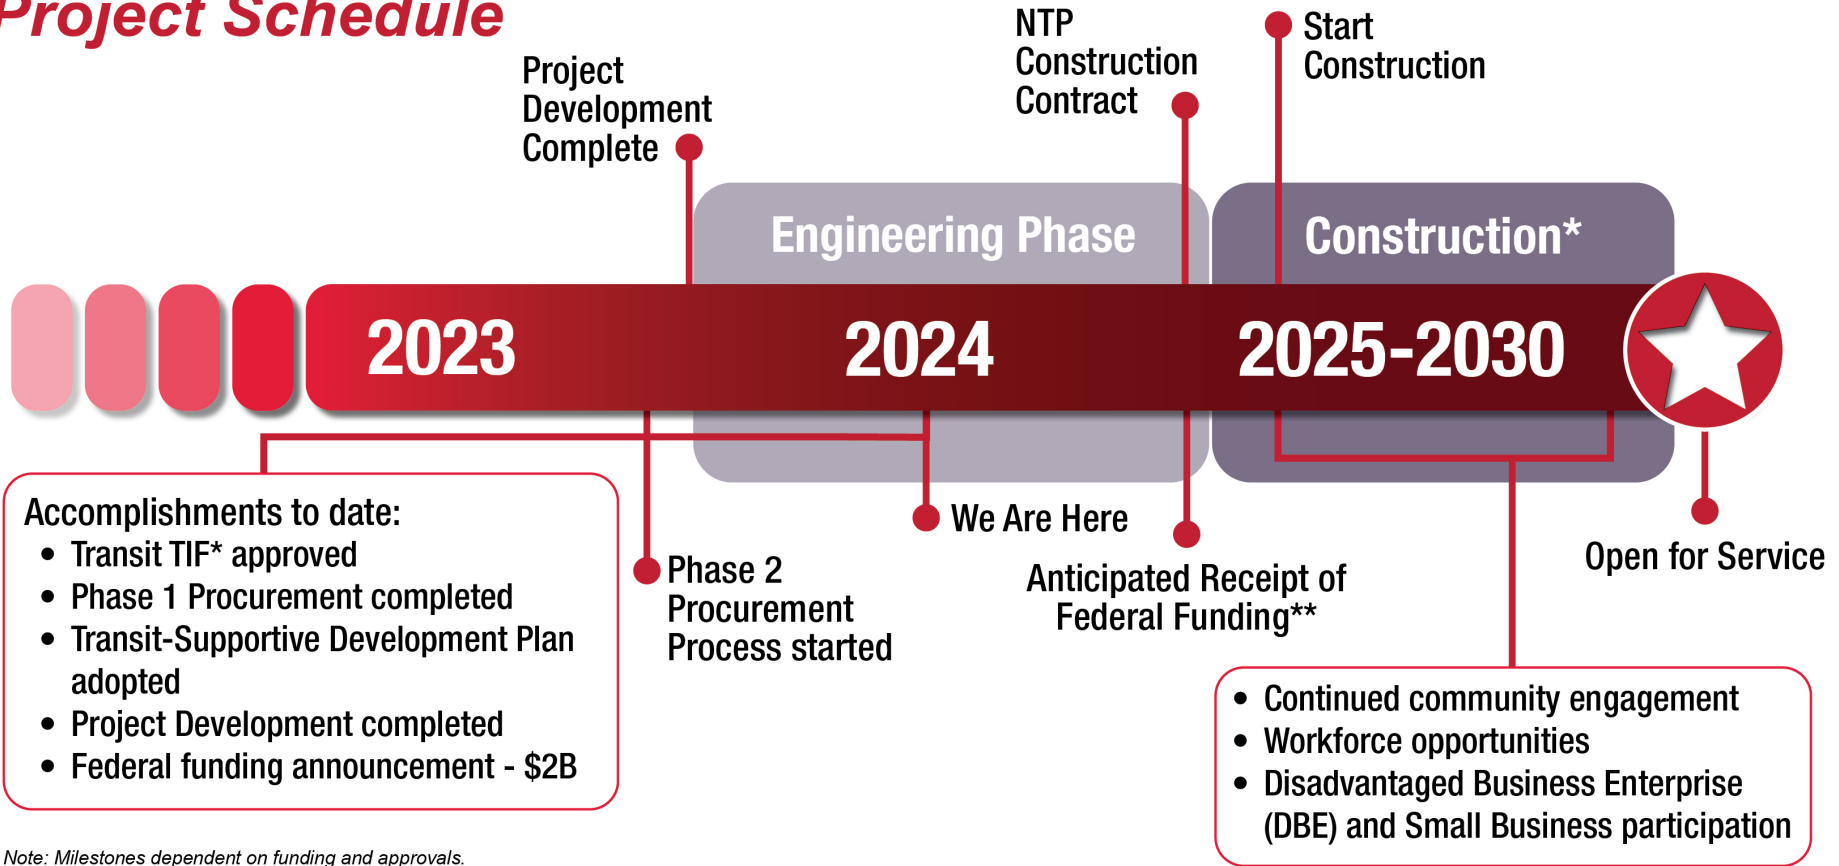 Project Schedule
Project
Development
Complete
NTP
Construction
Contract
Start
Construction
Engineering Phase
Construction*
2023
2024
2025-2030
Accomplishments to date:
• Transit TIF* approved
• Phase 1 Procurement completed
• Transit-Supportive Development Plan
adopted
• Project Development completed
• Federal funding announcement - $2B
Phase 2
Procurement
Process started
We Are Here
Anticipated Receipt of
Federal Funding**
Open for Service
• Continued community engagement
• Workforce opportunities
• Disadvantaged Business Enterprise
(DBE) and Small Business participation
Note: Milestones dependent on funding and approvals.